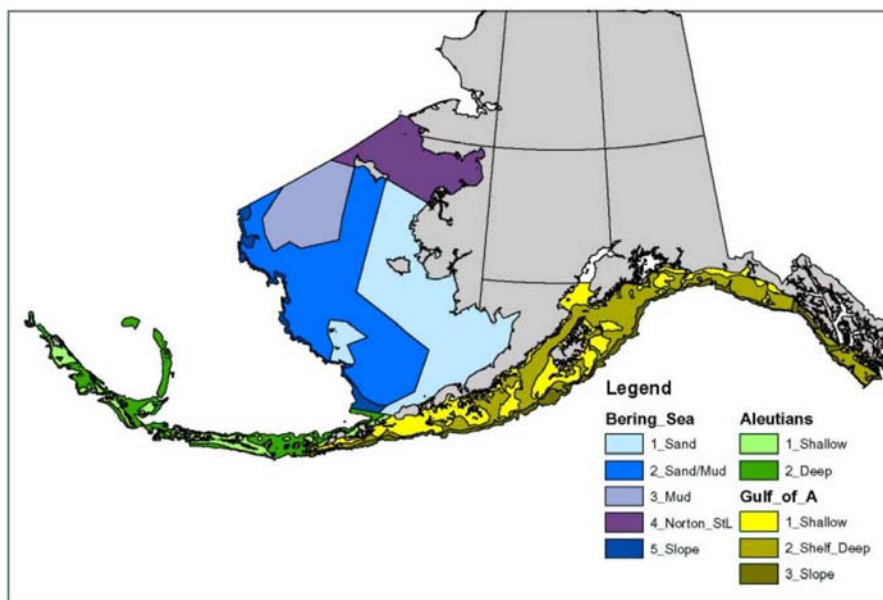 Legend
Bering_Sea
1_Sand
2_Sand/Mud
3_Mud
4_Norton_StL
5_Slope
Aleutians
1_Shallow
2_Deep
Gulf_of_A
1_Shallow
2_Shelf_Deep
3_Slope